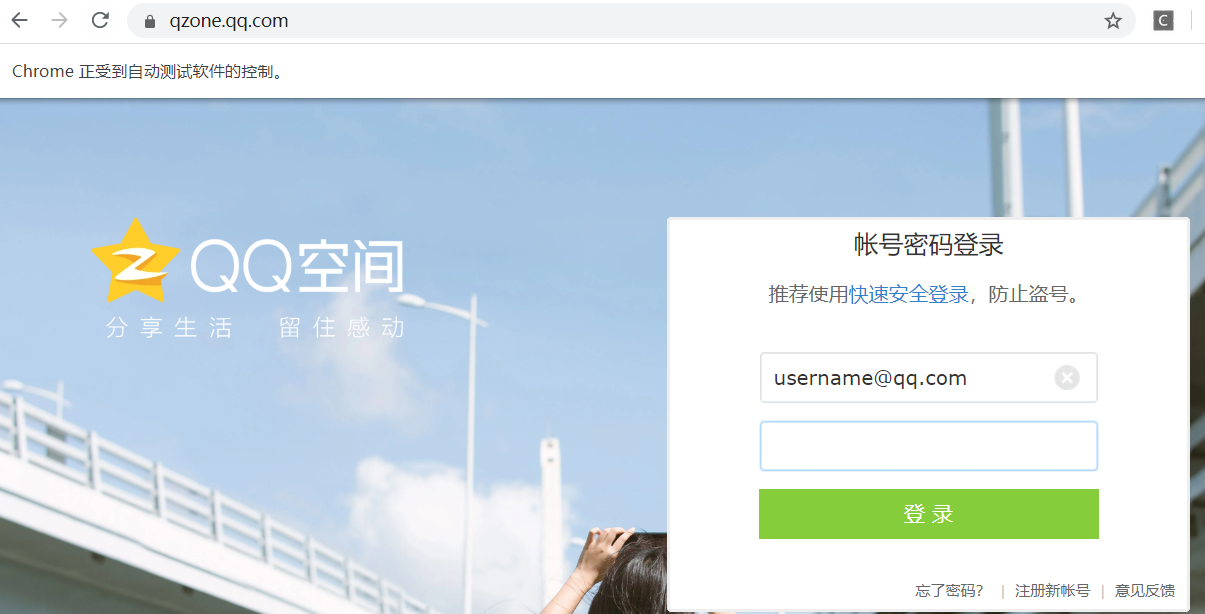 qzone.qq.com
C
Chrome 正受到自动测试软件的控制。
QQ空间
分享生活 留住感动
帐号密码登录
推荐使用快速安全登录，防止盗号。
username@qq.com
登 录
忘了密码？ | 注册新帐号 | 意见反馈